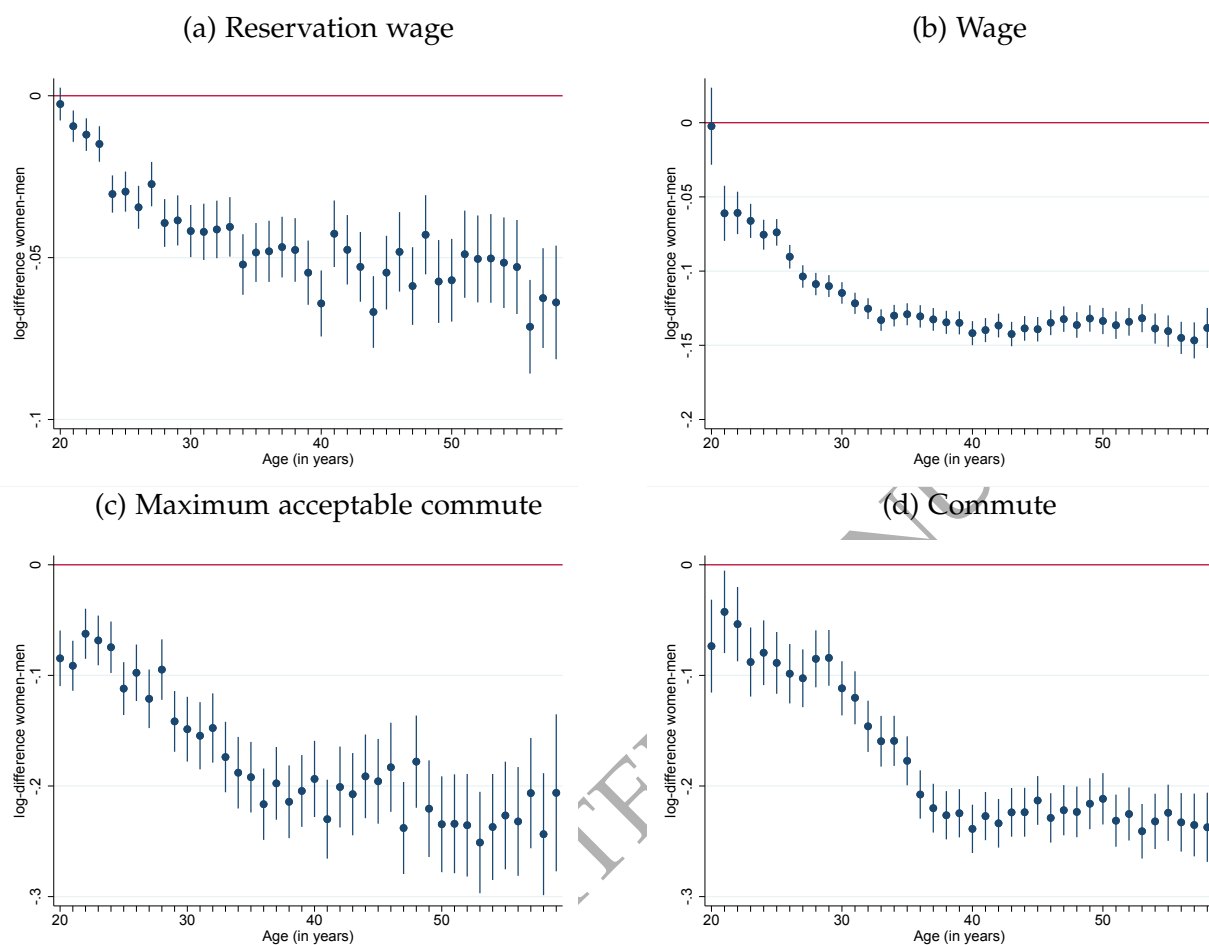 (a) Reservation wage
(b) Wage
log-difference women-men
0
-.05
-.1
20 30 40 50
Age (in years)
log-difference women-men
0
-.05
-.1
-.15
-.2
20 30 40 50
Age (in years)
(c) Maximum acceptable commute
(d) Commute
log-difference women-men
0
-.1
-.2
-.3
20 30 40 50
Age (in years)
log-difference women-men
0
-.1
-.2
-.3
20 30 40 50
Age (in years)